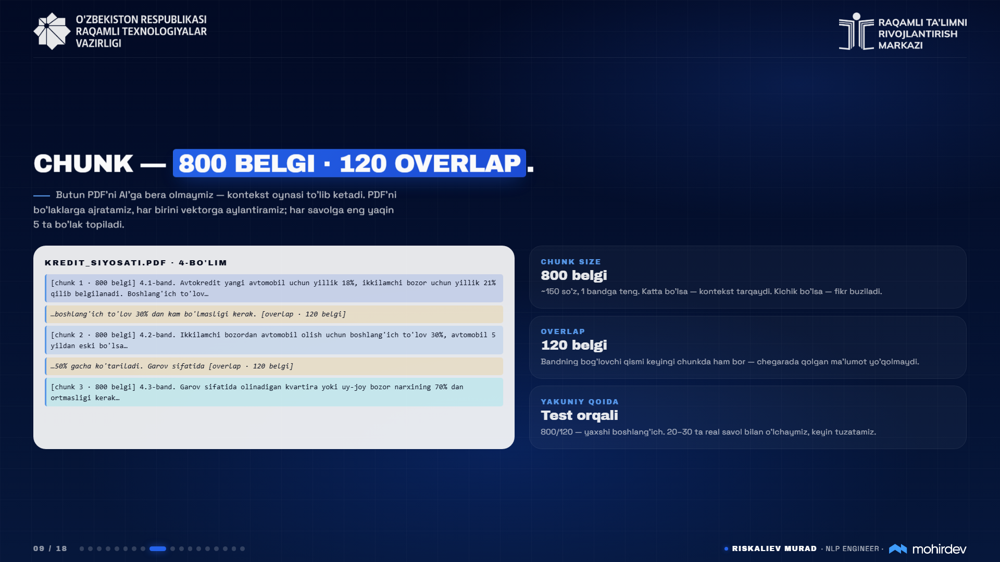 O'ZBEKISTON RESPUBLIKASI
RAQAMLI TEXNOLOGIYALAR
VAZIRLIGI
RAQAMLI TA'LIMNI
RIVOJLANTIRISH
MARKAZI
CHUNK — 800 BELGI · 120 OVERLAP.
Butun PDF'ni AI'ga bera olmaymiz — kontekst oynasi to'lib ketadi. PDF'ni
bo'laklarga ajratamiz, har birini vektorga aylantiramiz; har savolga eng yaqin
5 ta bo'lak topiladi.
KREDIT_SIYOSATI.PDF · 4-BO'LIM
[chunk 1 · 800 belgi] 4.1-band. Avtokredit yangi avtomobil uchun yillik 18%, ikkilamchi bozor uchun yillik 21%
qilib belgilanadi. Boshlang'ich to'lov…
…boshlang'ich to'lov 30% dan kam bo'lmasligi kerak. [overlap · 120 belgi]
[chunk 2 · 800 belgi] 4.2-band. Ikkilamchi bozordan avtomobil olish uchun boshlang'ich to'lov 30%, avtomobil 5
yildan eski bo'lsa…
…50% gacha ko'tariladi. Garov sifatida [overlap · 120 belgi]
[chunk 3 · 800 belgi] 4.3-band. Garov sifatida olinadigan kvartira yoki uy-joy bozor narxining 70% dan
ortmasligi kerak…
CHUNK SIZE
800 belgi
~150 so'z, 1 bandga teng. Katta bo'lsa — kontekst tarqaydi. Kichik bo'lsa — fikr buziladi.
OVERLAP
120 belgi
Bandning bog'lovchi qismi keyingi chunkda ham bor — chegarada qolgan ma'lumot yo'qolmaydi.
YAKUNIY QOIDA
Test orqali
800/120 — yaxshi boshlang'ich. 20–30 ta real savol bilan o'lchaymiz, keyin tuzatamiz.
09 / 18
RISKALIEV MURAD · NLP ENGINEER · mohirdev